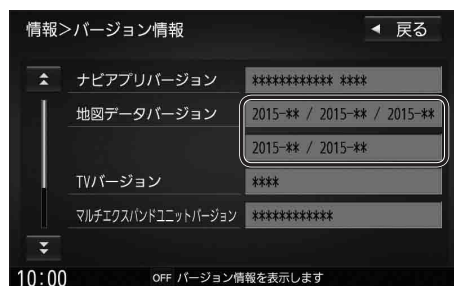 情報>バージョン情報
戻る
ナビアプリバージョン ************ ****
地図データバージョン 2015-** / 2015-** / 2015-**
2015-** / 2015-**
TVバージョン ****
マルチエクスパンドユニットバージョン ************
10:00 OFF バージョン情報を表示します